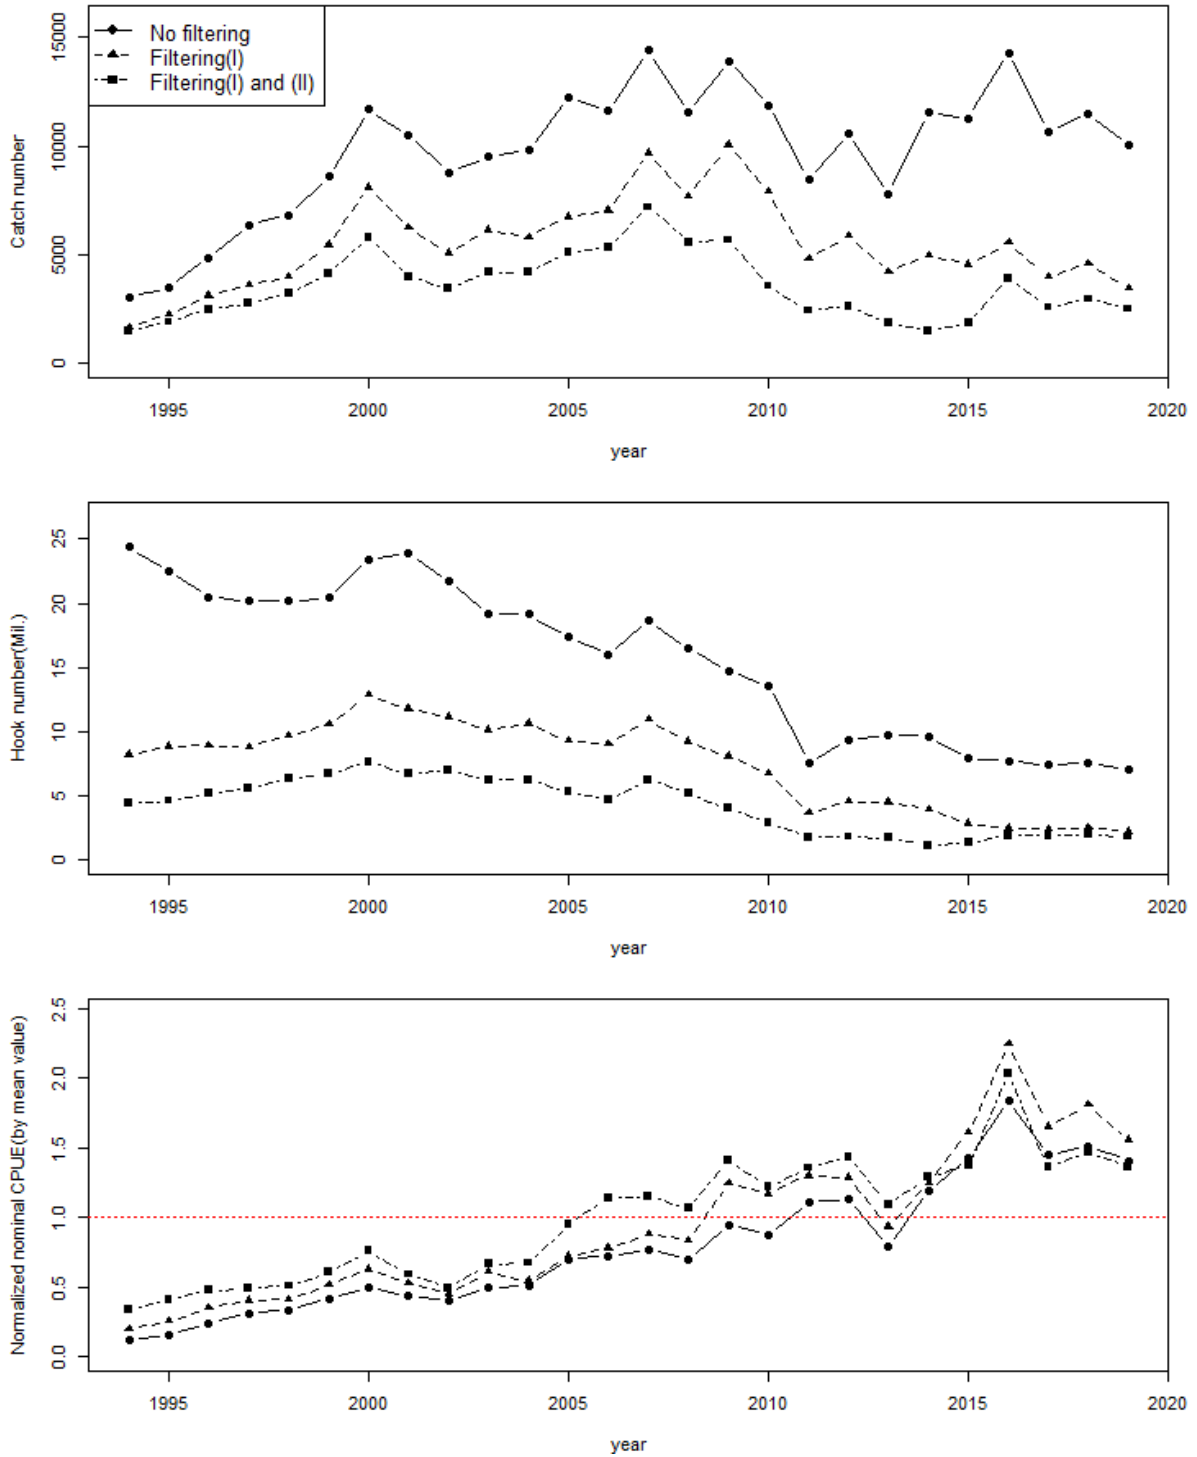 No filtering
Filtering(I)
Filtering(I) and (II)
Catch number
15000
10000
5000
0
1995 2000 2005 2010 2015 2020
year
Hook number(Mil.)
25
20
15
10
5
0
1995 2000 2005 2010 2015 2020
year
Normalized nominal CPUE(by mean value)
2.5
2.0
1.5
1.0
0.5
0.0
1995 2000 2005 2010 2015 2020
year